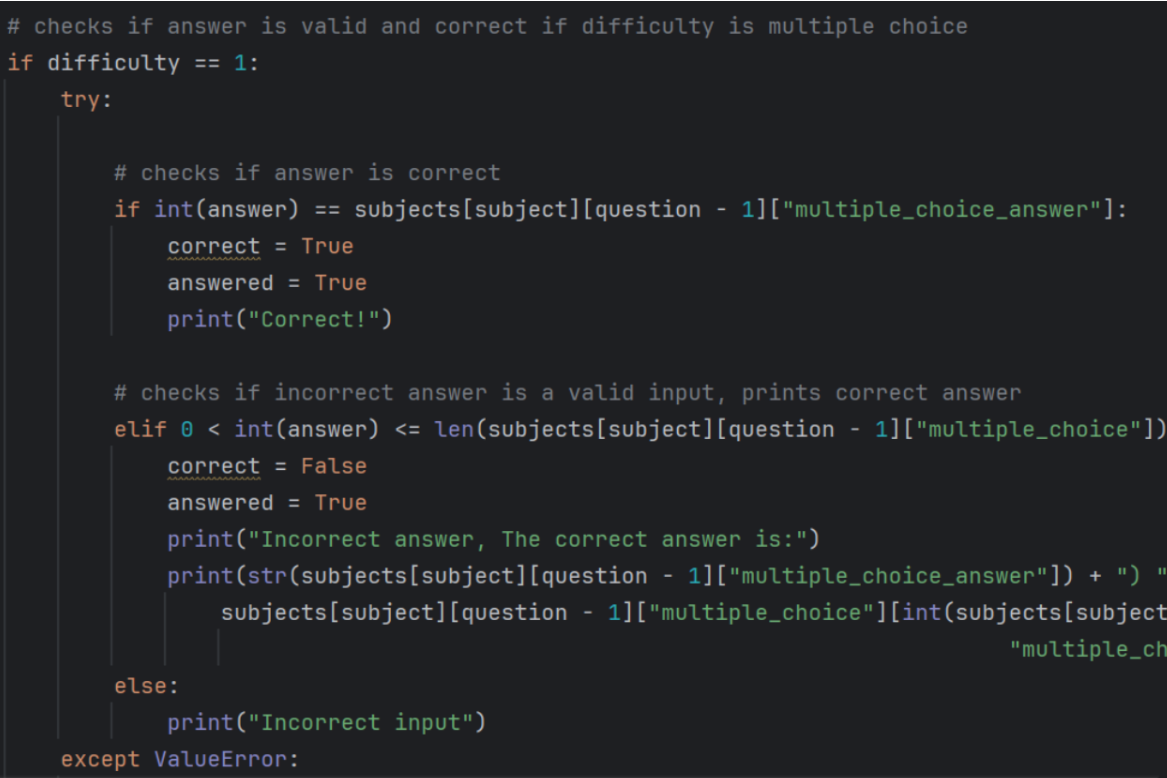 # checks if answer is valid and correct if difficulty is multiple choice
if difficulty == 1:
try:
# checks if answer is correct
if int(answer) == subjects[subject][question - 1]["multiple_choice_answer"]:
correct = True
answered = True
print("Correct!")
# checks if incorrect answer is a valid input, prints correct answer
elif 0 < int(answer) <= len(subjects[subject][question - 1]["multiple_choice"])
correct = False
answered = True
print("Incorrect answer, The correct answer is:")
print(str(subjects[subject][question - 1]["multiple_choice_answer"]) + ") "
subjects[subject][question - 1]["multiple_choice"][int(subjects[subject
"multiple_ch
else:
print("Incorrect input")
except ValueError: